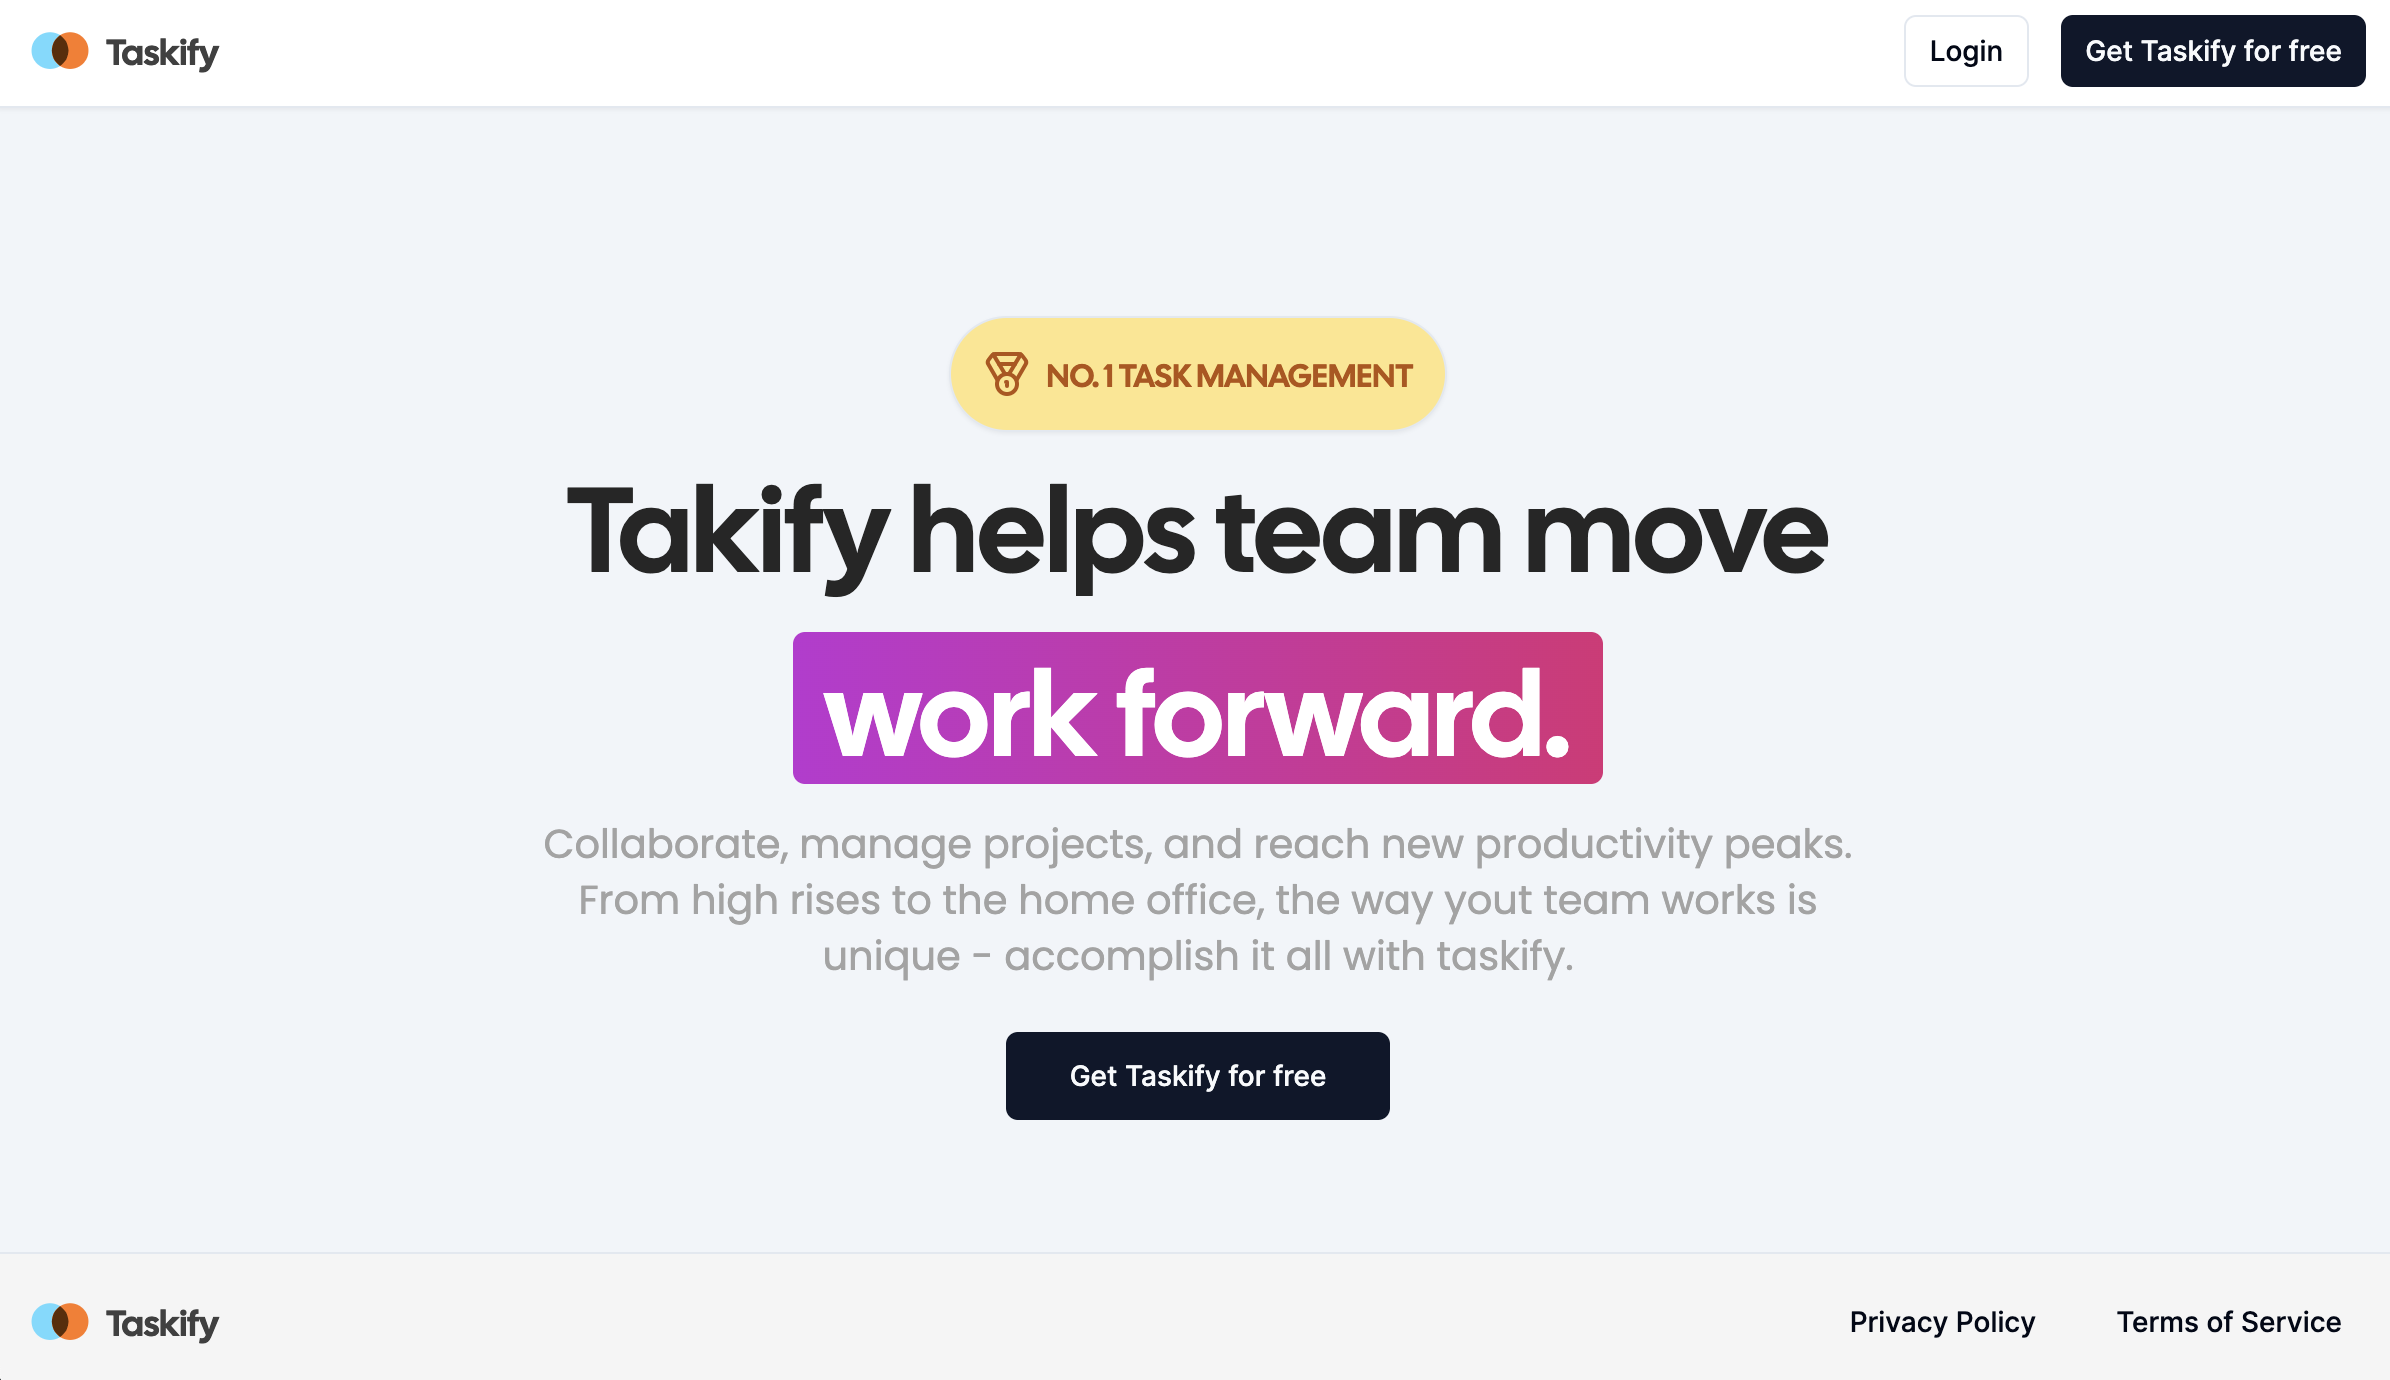 Taskify
Login
Get Taskify for free
NO. 1 TASK MANAGEMENT
Takify helps team move
work forward.
Collaborate, manage projects, and reach new productivity peaks.
From high rises to the home office, the way yout team works is
unique - accomplish it all with taskify.
Get Taskify for free
Taskify
Privacy Policy
Terms of Service